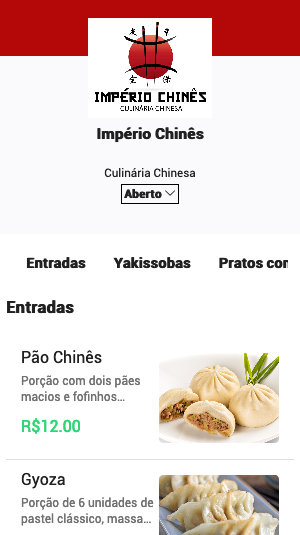 IMPÉRIO CHINÊS
CULINÁRIA CHINESA
Império Chinês
Culinária Chinesa
Aberto
Entradas Yakissobas Pratos con
Entradas
Pão Chinês
Porção com dois pães
macios e fofinhos...
R$12.00
Gyoza
Porção de 6 unidades de
pastel clássico, massa...